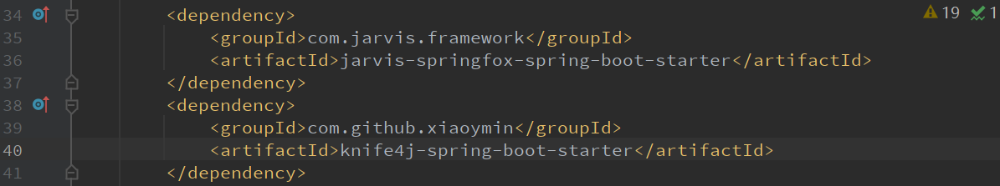 34 <dependency> 19 1
35 <groupId>com.jarvis.framework</groupId>
36 <artifactId>jarvis-springfox-spring-boot-starter</artifactId>
37 </dependency>
38 <dependency>
39 <groupId>com.github.xiaoymin</groupId>
40 <artifactId>knife4j-spring-boot-starter</artifactId>
41 </dependency>